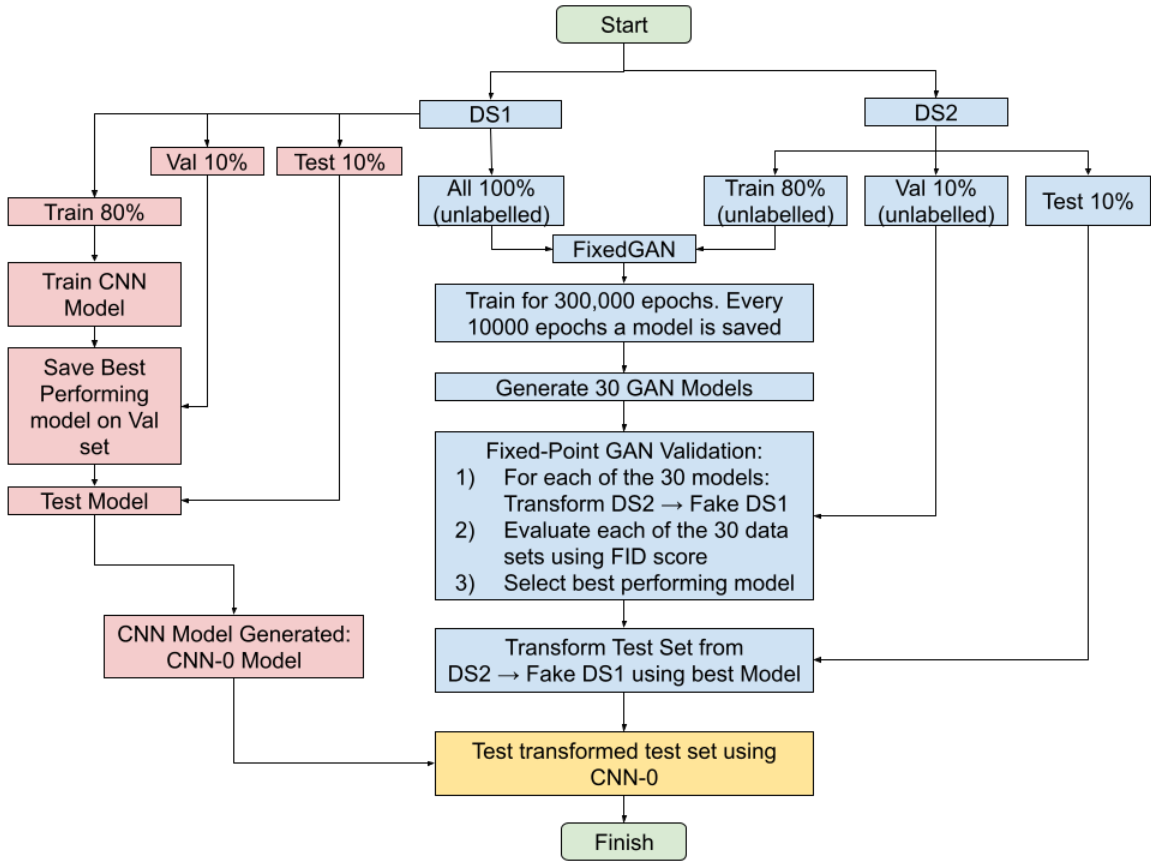 Start
DS1
DS2
Val 10%
Test 10%
All 100%
(unlabelled)
Train 80%
(unlabelled)
Val 10%
(unlabelled)
Test 10%
Train 80%
FixedGAN
Train CNN
Model
Train for 300,000 epochs. Every
10000 epochs a model is saved
Save Best
Performing
model on Val
set
Generate 30 GAN Models
Fixed-Point GAN Validation:
1) For each of the 30 models:
Transform DS2 → Fake DS1
2) Evaluate each of the 30 data
sets using FID score
3) Select best performing model
Test Model
CNN Model Generated:
CNN-0 Model
Transform Test Set from
DS2 → Fake DS1 using best Model
Test transformed test set using
CNN-0
Finish